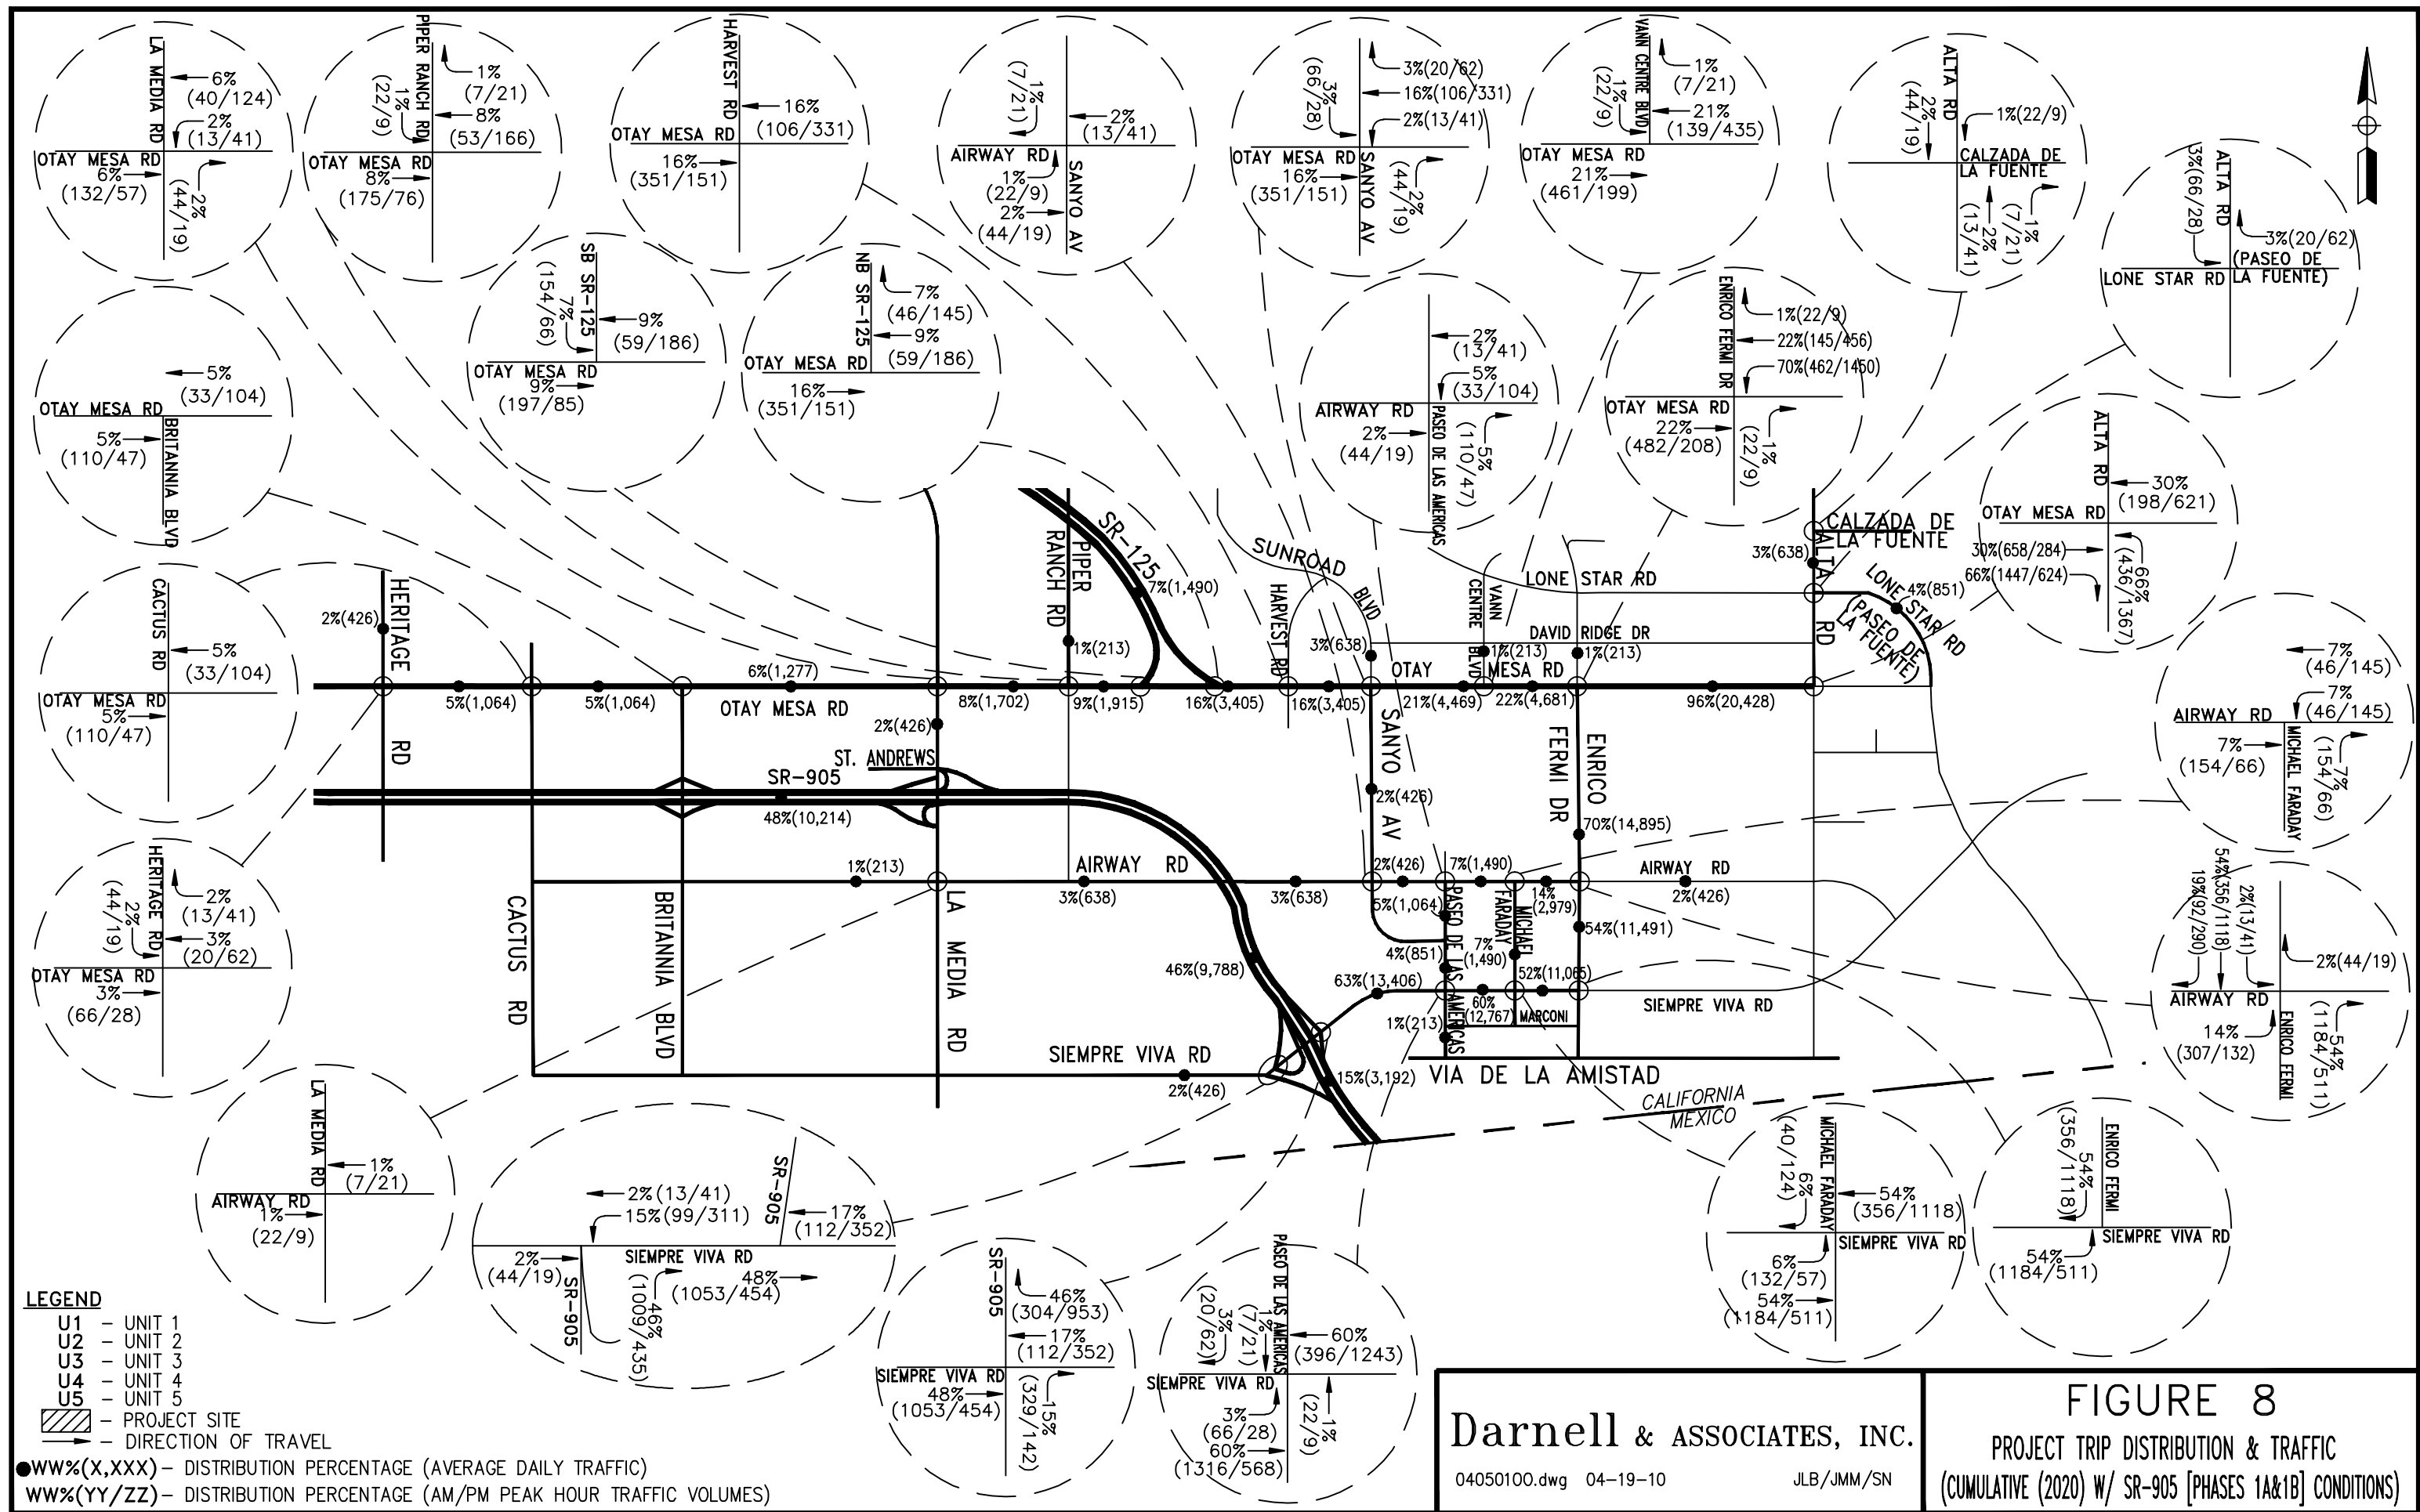 LA MEDIA RD
6%
(40/124)
2%
(13/41)
OTAY MESA RD
6%
(132/57)
2%
(44/19)
PIPER RANCH RD
1%
(7/21)
1%
(22/9)
8%
(53/166)
OTAY MESA RD
8%
(175/76)
HARVEST RD
16%
(106/331)
OTAY MESA RD
16%
(351/151)
1%
(7/21)
2%
(13/41)
AIRWAY RD
SANYO AV
1%
(22/9)
2%
(44/19)
3%
(66/28)
3%(20/62)
16%(106/331)
2%(13/41)
OTAY MESA RD
SANYO AV
16%
(351/151)
2%
(44/19)
VANN CENTRE BLVD
1%
(7/21)
1%
(22/9)
21%
(139/435)
OTAY MESA RD
21%
(461/199)
ALTA RD
2%
(44/19)
1%(22/9)
CALZADA DE
LA FUENTE
2%
(13/41)
1%
(7/21)
ALTA RD
3%(66/28)
3%(20/62)
(PASEO DE
LONE STAR RD
LA FUENTE)
SB SR-125
7%
(154/66)
9%
(59/186)
OTAY MESA RD
9%
(197/85)
NB SR-125
7%
(46/145)
9%
(59/186)
OTAY MESA RD
16%
(351/151)
2%
(13/41)
5%
(33/104)
AIRWAY RD
PASEO DE LAS AMERICAS
2%
(44/19)
5%
(110/47)
ENRICO FERMI DR
1%(22/9)
22%(145/456)
70%(462/1450)
OTAY MESA RD
22%
(482/208)
1%
(22/9)
5%
(33/104)
OTAY MESA RD
BRITANNIA BLVD
5%
(110/47)
ALTA RD
30%
(198/621)
OTAY MESA RD
30%(658/284)
66%(1447/624)
66%
(436/1367)
CACTUS RD
5%
(33/104)
OTAY MESA RD
5%
(110/47)
7%
(46/145)
7%
(46/145)
AIRWAY RD
MICHAEL FARADAY
7%
(154/66)
7%
(154/66)
HERITAGE RD
2%
(13/41)
2%
(44/19)
3%
(20/62)
OTAY MESA RD
3%
(66/28)
19%(92/290)
54%(356/1118)
2%(13/41)
2%(44/19)
AIRWAY RD
ENRICO FERMI
14%
(307/132)
54%
(1184/511)
SR-125
7%(1,490)
PIPER
RANCH RD
1%(213)
SUNROAD
BLVD
HARVEST RD
VANN
CENTRE BLVD
LONE STAR RD
DAVID RIDGE DR
CALZADA DE
LA FUENTE
3%(638)
ALTA RD
LONE STAR RD
4%(851)
(PASEO DE
LA FUENTE)
HERITAGE RD
2%(426)
3%(638)
1%(213)
1%(213)
OTAY MESA RD
5%(1,064)
5%(1,064)
6%(1,277)
OTAY MESA RD
8%(1,702)
9%(1,915)
16%(3,405)
16%(3,405)
21%(4,469)
22%(4,681)
96%(20,428)
2%(426)
ST. ANDREWS
SR-905
48%(10,214)
SANYO AV
2%(426)
ENRICO
FERMI DR
70%(14,895)
1%(213)
AIRWAY RD
3%(638)
3%(638)
2%(426)
7%(1,490)
14%
(2,979)
AIRWAY RD
2%(426)
CACTUS RD
BRITANNIA BLVD
LA MEDIA RD
5%(1,064)
PASEO DE LAS AMERICAS
MICHAEL
FARADAY
54%(11,491)
46%(9,788)
4%(851)
7%
(1,490)
52%(11,065)
63%(13,406)
60%
(12,767)
MARCONI
SIEMPRE VIVA RD
1%(213)
SIEMPRE VIVA RD
2%(426)
15%(3,192)
VIA DE LA AMISTAD
CALIFORNIA
MEXICO
LA MEDIA RD
1%
(7/21)
AIRWAY RD
1%
(22/9)
SR-905
2%(13/41)
15%(99/311)
17%
(112/352)
SIEMPRE VIVA RD
2%
(44/19)
SR-905
46%
(1009/435)
48%
(1053/454)
SR-905
46%
(304/953)
17%
(112/352)
SIEMPRE VIVA RD
48%
(1053/454)
15%
(329/142)
PASEO DE LAS AMERICAS
3%
(20/62)
1%
(7/21)
60%
(396/1243)
SIEMPRE VIVA RD
3%
(66/28)
60%
(1316/568)
1%
(22/9)
MICHAEL FARADAY
6%
(40/124)
54%
(356/1118)
SIEMPRE VIVA RD
6%
(132/57)
54%
(1184/511)
ENRICO FERMI
54%
(356/1118)
SIEMPRE VIVA RD
54%
(1184/511)
LEGEND
U1 - UNIT 1
U2 - UNIT 2
U3 - UNIT 3
U4 - UNIT 4
U5 - UNIT 5
- PROJECT SITE
- DIRECTION OF TRAVEL
WW%(X,XXX) - DISTRIBUTION PERCENTAGE (AVERAGE DAILY TRAFFIC)
WW%(YY/ZZ) - DISTRIBUTION PERCENTAGE (AM/PM PEAK HOUR TRAFFIC VOLUMES)
Darnell & ASSOCIATES, INC.
04050100.dwg 04-19-10 JLB/JMM/SN
FIGURE 8
PROJECT TRIP DISTRIBUTION & TRAFFIC
(CUMULATIVE (2020) W/ SR-905 [PHASES 1A&1B] CONDITIONS)